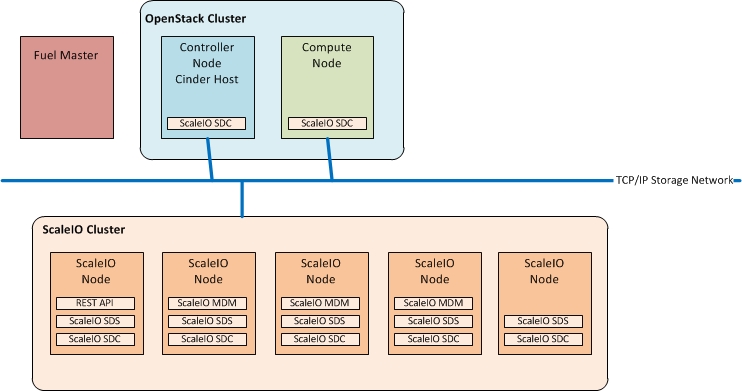 OpenStack Cluster
Fuel Master
Controller
Node
Cinder Host
ScaleIO SDC
Compute
Node
ScaleIO SDC
TCP/IP Storage Network
ScaleIO Cluster
ScaleIO
Node
REST API
ScaleIO SDS
ScaleIO SDC
ScaleIO
Node
ScaleIO MDM
ScaleIO SDS
ScaleIO SDC
ScaleIO
Node
ScaleIO MDM
ScaleIO SDS
ScaleIO SDC
ScaleIO
Node
ScaleIO MDM
ScaleIO SDS
ScaleIO SDC
ScaleIO
Node
ScaleIO SDS
ScaleIO SDC